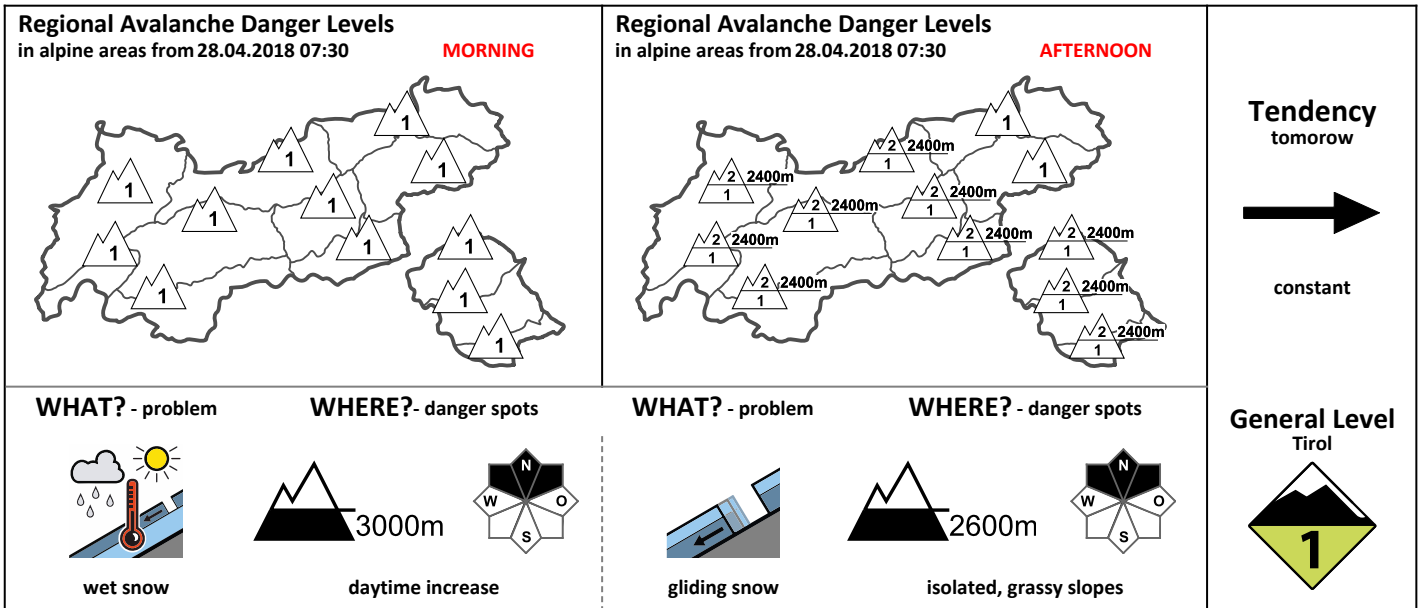 Regional Avalanche Danger Levels
in alpine areas from 28.04.2018 07:30 MORNING
1
1
1
1
1
1
1
1
1
1
1
1
Regional Avalanche Danger Levels
in alpine areas from 28.04.2018 07:30 AFTERNOON
1
2 2400m
1
1
2 2400m
1
2 2400m
1
2 2400m
1
2 2400m
1
2 2400m
1
2 2400m
1
2 2400m
1
2 2400m
1
2 2400m
1
Tendency
tomorow
constant
WHAT? - problem
WHERE? - danger spots
N
W O
S
3000m
wet snow
daytime increase
WHAT? - problem
WHERE? - danger spots
N
W O
S
2600m
gliding snow
isolated, grassy slopes
General Level
Tirol
1